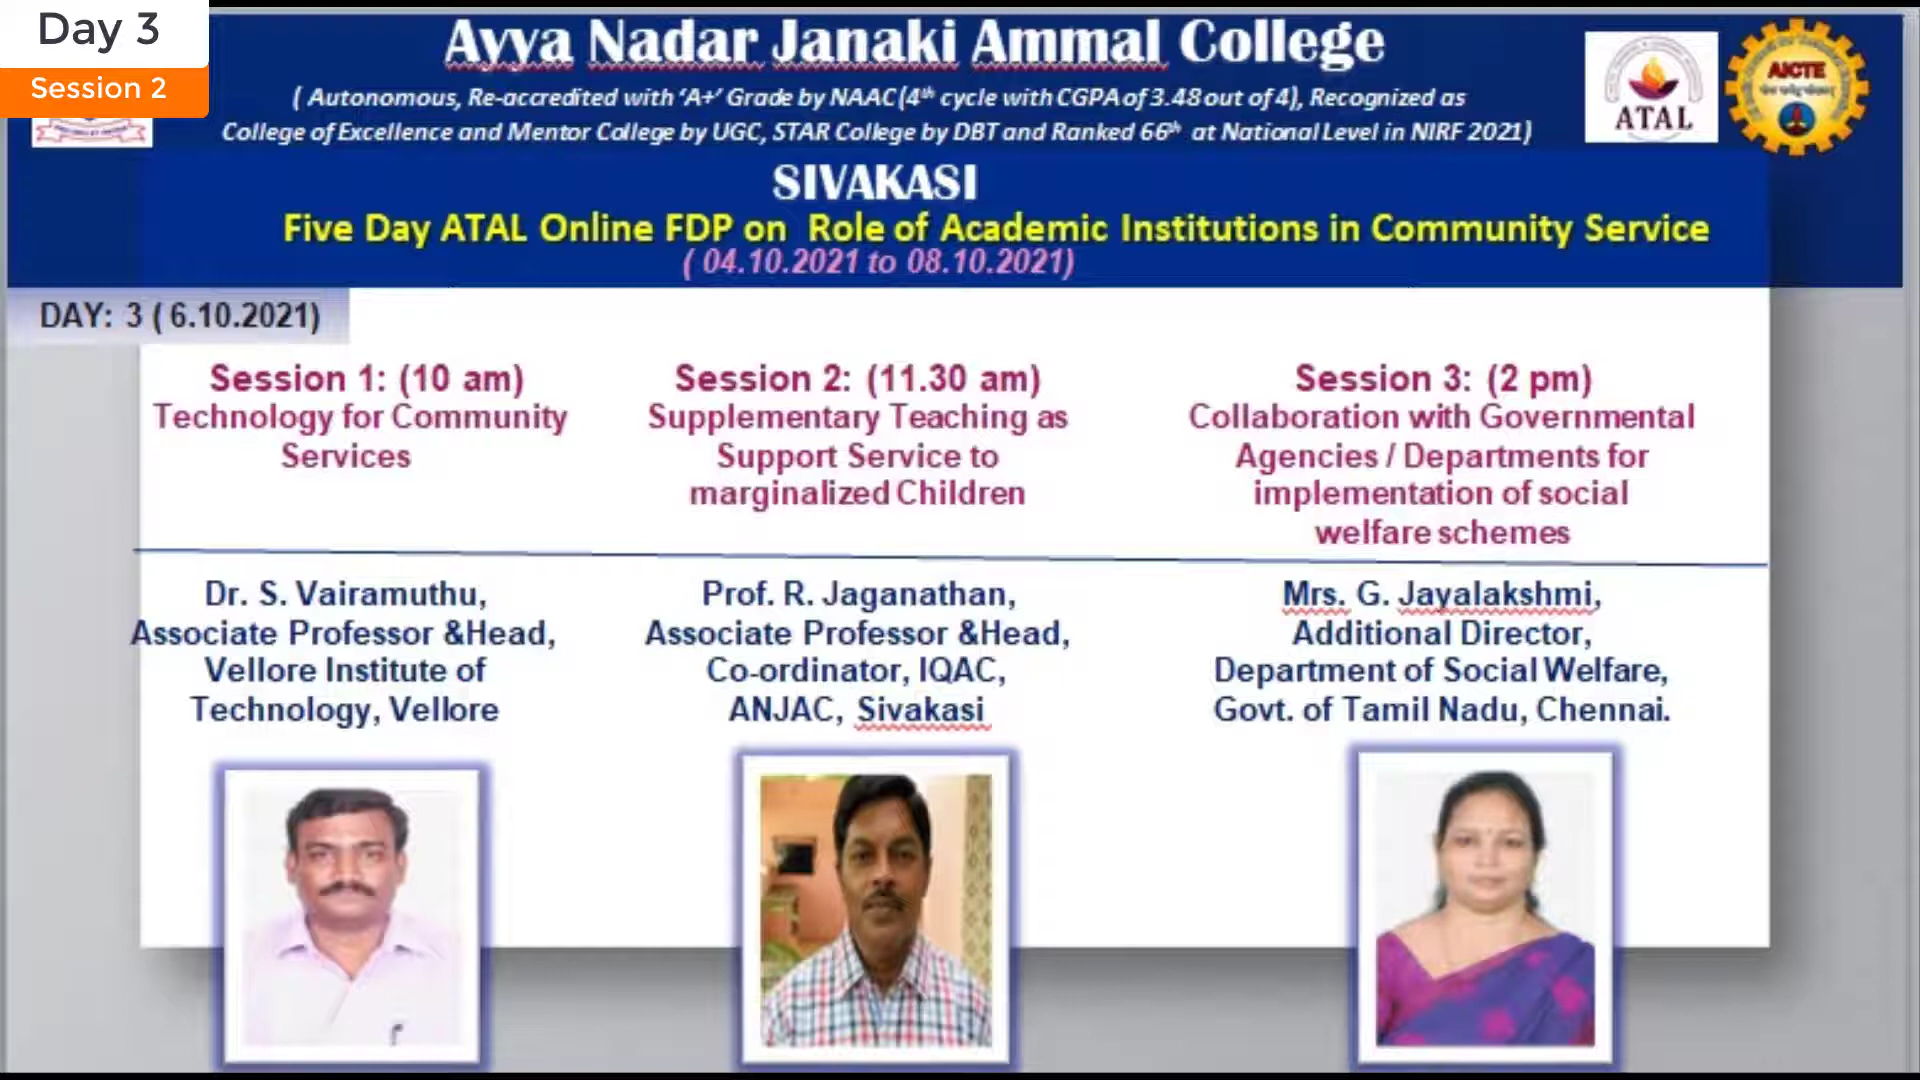 Day 3
Session 2
Ayya Nadar Janaki Ammal College
( Autonomous, Re-accredited with ‘A+’ Grade by NAAC(4th cycle with CGPA of 3.48 out of 4), Recognized as
College of Excellence and Mentor College by UGC, STAR College by DBT and Ranked 66th at National Level in NIRF 2021)
ATAL
AICTE
SIVAKASI
Five Day ATAL Online FDP on Role of Academic Institutions in Community Service
( 04.10.2021 to 08.10.2021)
DAY: 3 ( 6.10.2021)
Session 1: (10 am)
Technology for Community
Services
Session 2: (11.30 am)
Supplementary Teaching as
Support Service to
marginalized Children
Session 3: (2 pm)
Collaboration with Governmental
Agencies / Departments for
implementation of social
welfare schemes
Dr. S. Vairamuthu,
Associate Professor &Head,
Vellore Institute of
Technology, Vellore
Prof. R. Jaganathan,
Associate Professor &Head,
Co-ordinator, IQAC,
ANJAC, Sivakasi
Mrs. G. Jayalakshmi,
Additional Director,
Department of Social Welfare,
Govt. of Tamil Nadu, Chennai.